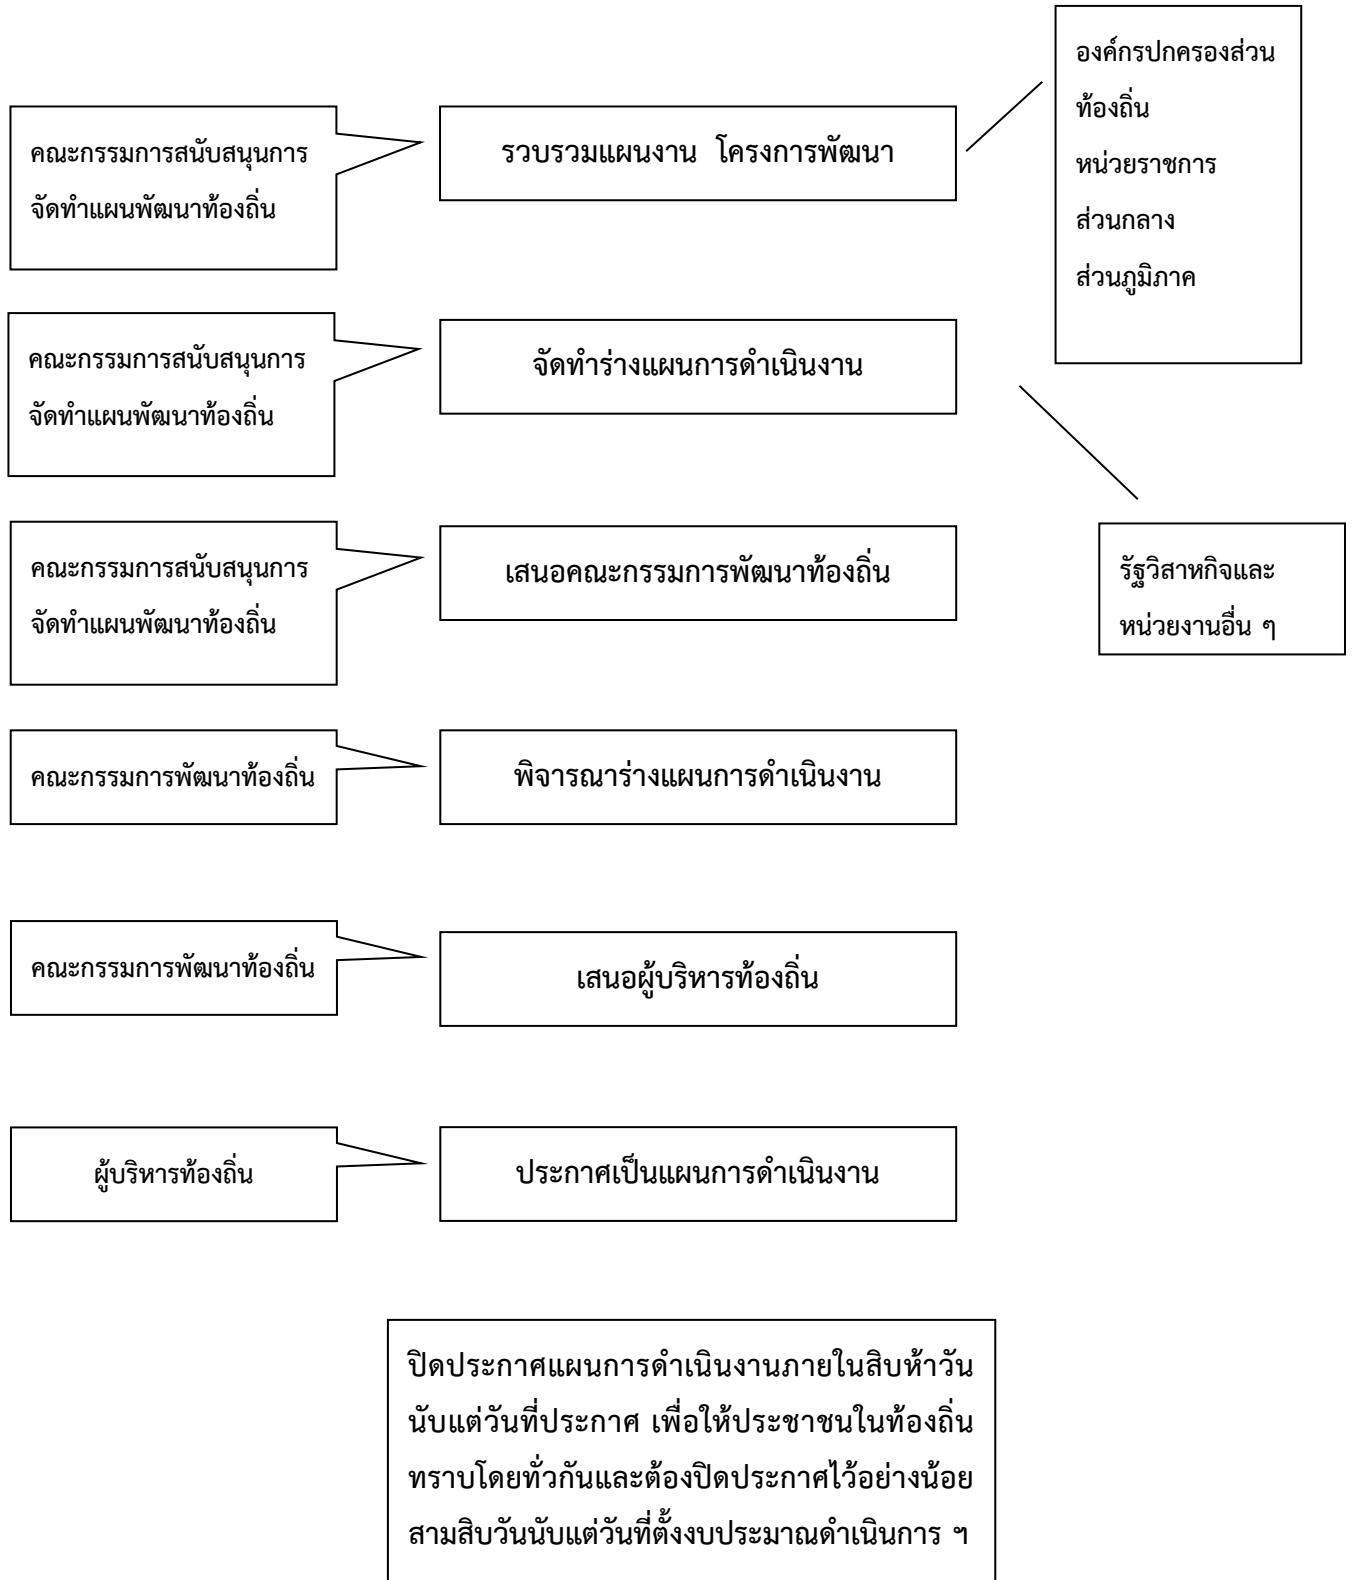 องค์กรปกครองส่วน
ท้องถิ่น
หน่วยราชการ
ส่วนกลาง
ส่วนภูมิภาค
คณะกรรมการสนับสนุนการ
จัดทำแผนพัฒนาท้องถิ่น
รวบรวมแผนงาน โครงการพัฒนา
คณะกรรมการสนับสนุนการ
จัดทำแผนพัฒนาท้องถิ่น
จัดทำร่างแผนการดำเนินงาน
คณะกรรมการสนับสนุนการ
จัดทำแผนพัฒนาท้องถิ่น
เสนอคณะกรรมการพัฒนาท้องถิ่น
รัฐวิสาหกิจและ
หน่วยงานอื่น ๆ
คณะกรรมการพัฒนาท้องถิ่น
พิจารณาร่างแผนการดำเนินงาน
คณะกรรมการพัฒนาท้องถิ่น
เสนอผู้บริหารท้องถิ่น
ผู้บริหารท้องถิ่น
ประกาศเป็นแผนการดำเนินงาน
ปิดประกาศแผนการดำเนินงานภายในสิบห้าวัน
นับแต่วันที่ประกาศ เพื่อให้ประชาชนในท้องถิ่น
ทราบโดยทั่วกันและต้องปิดประกาศไว้อย่างน้อย
สามสิบวันนับแต่วันที่ตั้งงบประมาณดำเนินการ ฯ